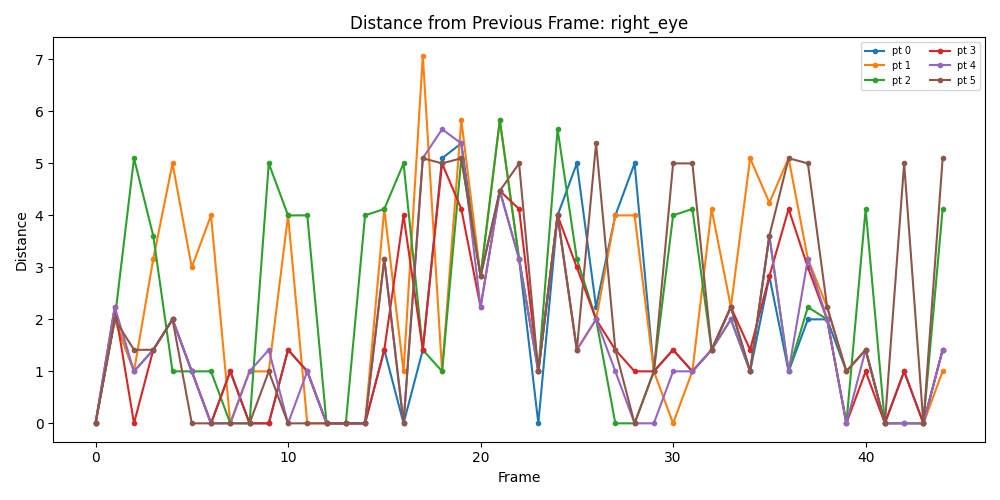 Distance from Previous Frame: right_eye
pt 0
pt 1
pt 2
pt 3
pt 4
pt 5
Distance
7
6
5
4
3
2
1
0
0 10 20 30 40
Frame